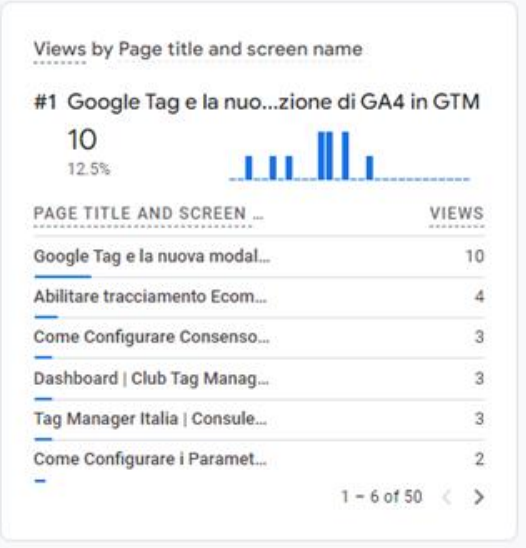 Views by Page title and screen name
#1 Google Tag e la nuo...zione di GA4 in GTM
10
12.5%
PAGE TITLE AND SCREEN ... VIEWS
Google Tag e la nuova modal... 10
Abilitare tracciamento Ecom... 4
Come Configurare Consenso... 3
Dashboard | Club Tag Manag... 3
Tag Manager Italia | Consule... 3
Come Configurare i Paramet... 2
1 – 6 of 50